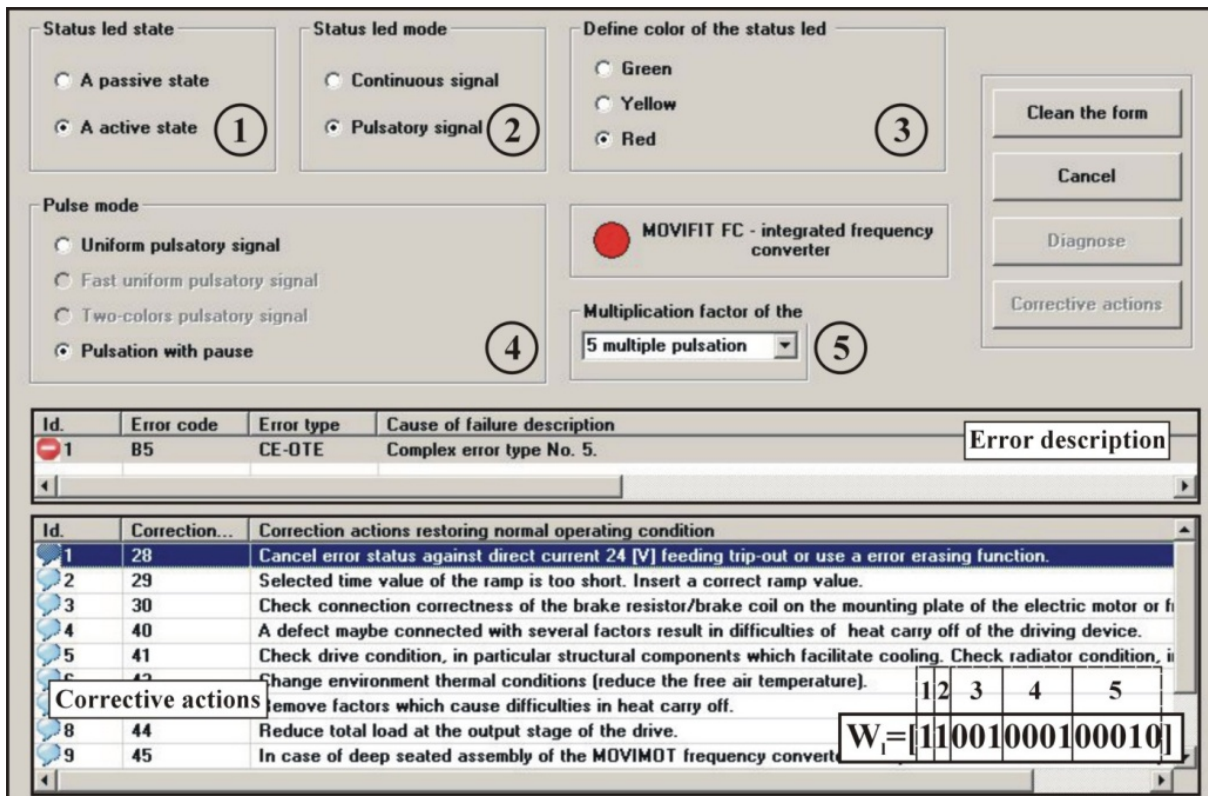 Status led state
A passive state
A active state
1
Status led mode
Continuous signal
Pulsatory signal
2
Define color of the status led
Green
Yellow
Red
3
Clean the form
Cancel
Diagnose
Corrective actions
Pulse mode
Uniform pulsatory signal
Fast uniform pulsatory signal
Two-colors pulsatory signal
Pulsation with pause
4
MOVIFIT FC - integrated frequency
converter
Multiplication factor of the
5 multiple pulsation
5
Id. Error code Error type Cause of failure description
1 B5 CE-OTE Complex error type No. 5.
Error description
Id. Correction... Correction actions restoring normal operating condition
1 28 Cancel error status against direct current 24 [V] feeding trip-out or use a error erasing function.
2 29 Selected time value of the ramp is too short. Insert a correct ramp value.
3 30 Check connection correctness of the brake resistor/brake coil on the mounting plate of the electric motor or
4 40 A defect maybe connected with several factors result in difficulties of heat carry off of the driving device.
5 41 Check drive condition, in particular structural components which facilitate cooling. Check radiator condition,
Change environment thermal conditions (reduce the free air temperature).
Remove factors which cause difficulties in heat carry off.
8 44 Reduce total load at the output stage of the drive.
9 45 In case of deep seated assembly of the MOVIMOT frequency
Corrective actions
1 2 3 4 5
W₁=[11001000100010]